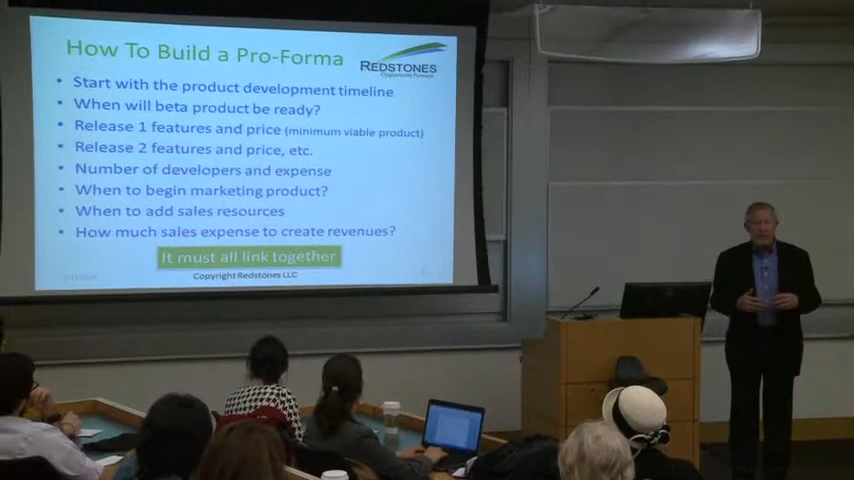 How To Build a Pro-Forma
REDSTONES
Opportunity Partners
• Start with the product development timeline
• When will beta product be ready?
• Release 1 features and price (minimum viable product)
• Release 2 features and price, etc.
• Number of developers and expense
• When to begin marketing product?
• When to add sales resources
• How much sales expense to create revenues?
It must all link together
Copyright Redstones LLC